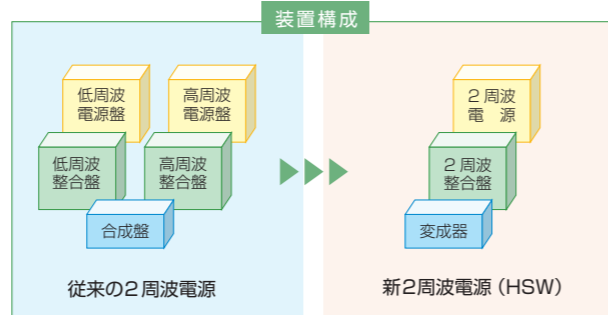 装置構成
低周波
電源盤
高周波
電源盤
低周波
整合盤
高周波
整合盤
合成盤
従来の2周波電源
2周波
電 源
2周波
整合盤
変成器
新2周波電源（HSW）